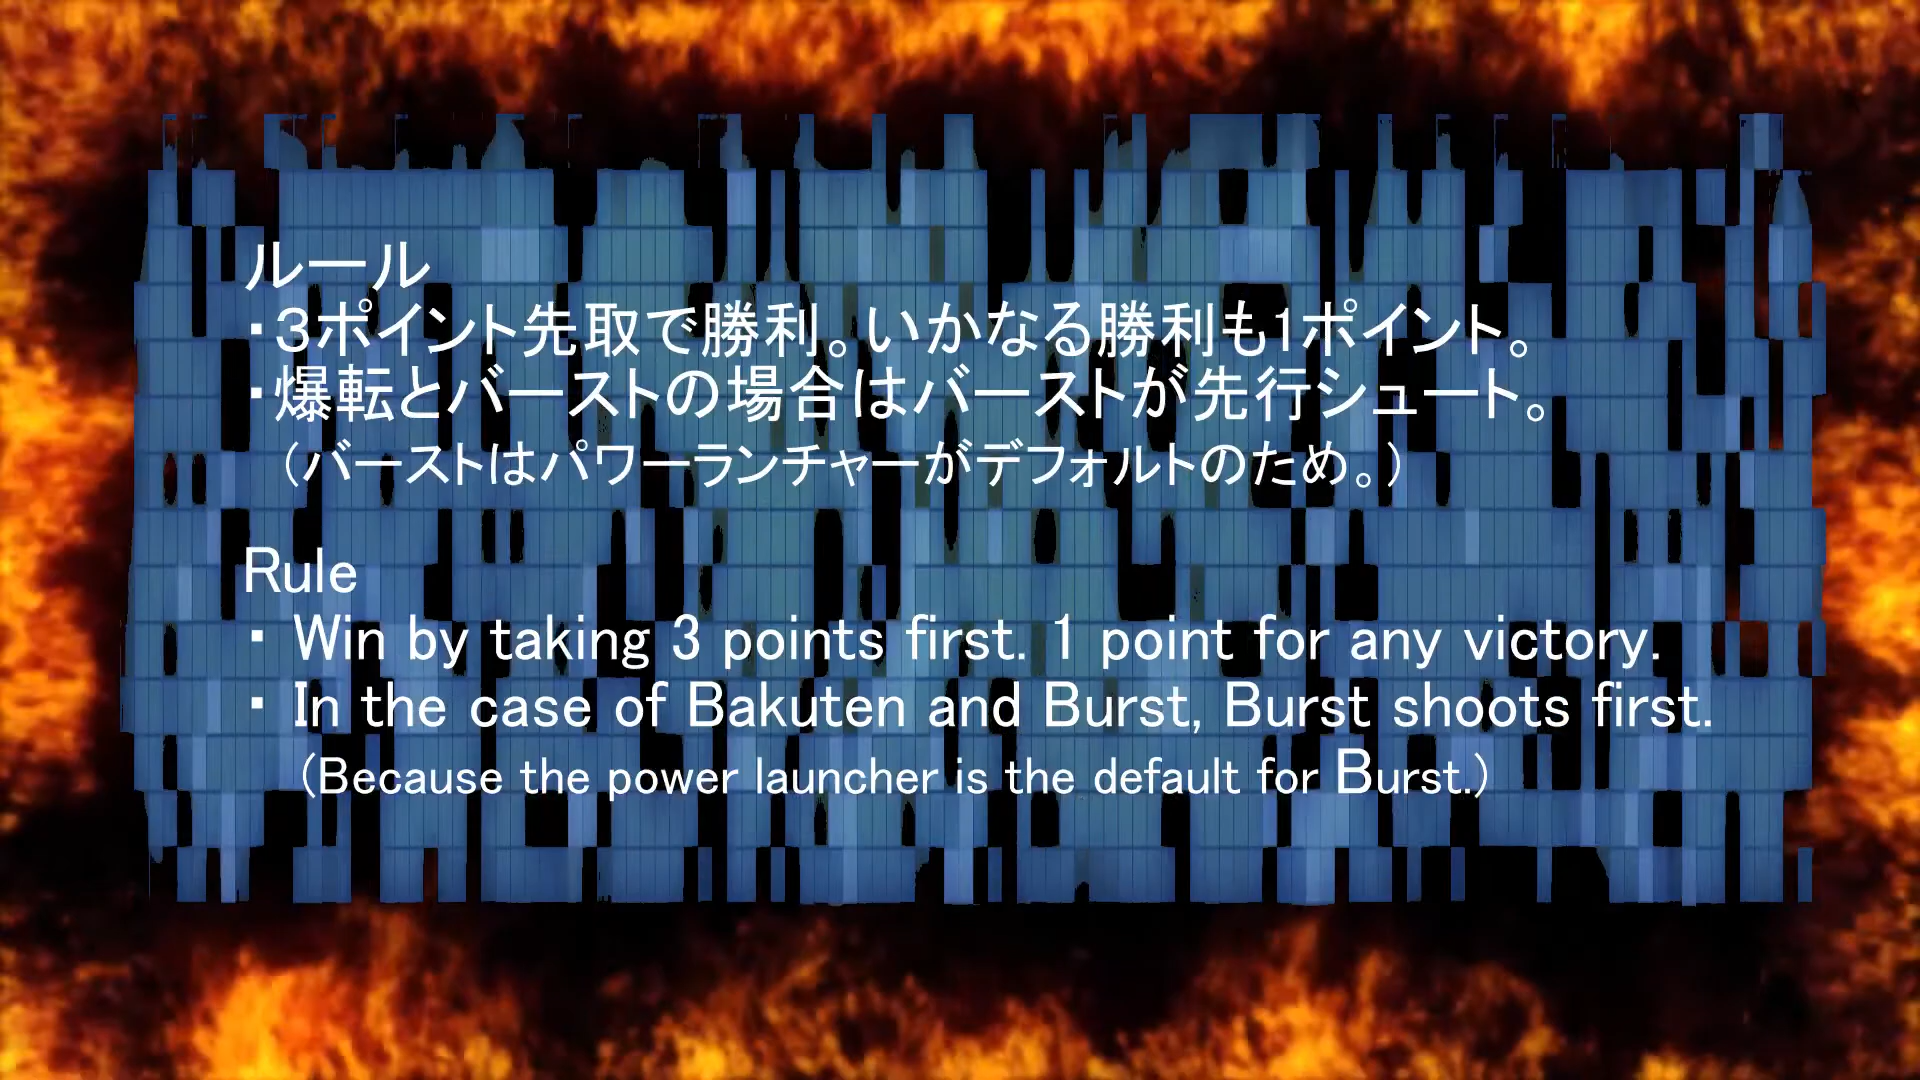 ルール
・３ポイント先取で勝利。いかなる勝利も1ポイント。
・爆転とバーストの場合はバーストが先行シュート。
（バーストはパワーランチャーがデフォルトのため。）
Rule
・ Win by taking 3 points first. 1 point for any victory.
・ In the case of Bakuten and Burst, Burst shoots first.
（Because the power launcher is the default for Burst.）